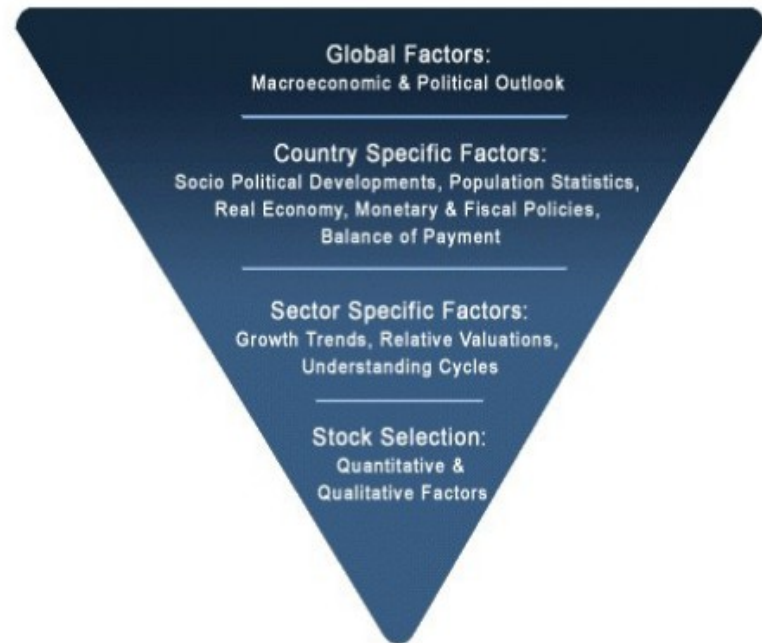 Global Factors:
Macroeconomic & Political Outlook
Country Specific Factors:
Socio Political Developments, Population Statistics,
Real Economy, Monetary & Fiscal Policies,
Balance of Payment
Sector Specific Factors:
Growth Trends, Relative Valuations,
Understanding Cycles
Stock Selection:
Quantitative &
Qualitative Factors